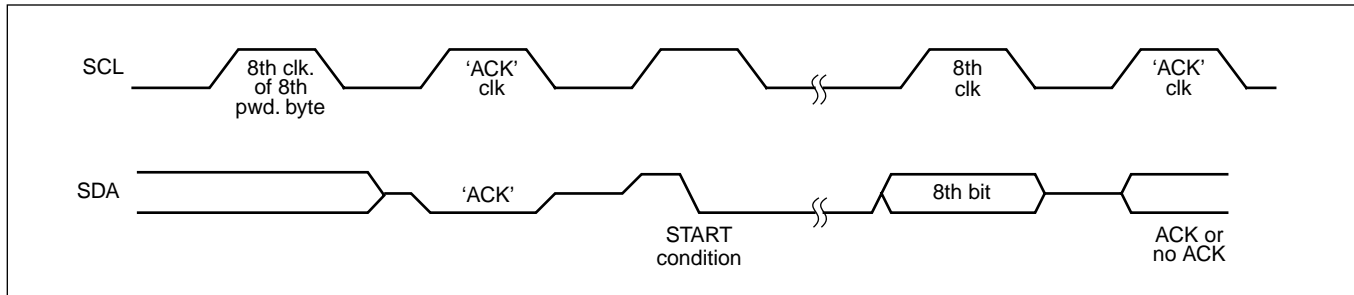 SCL
8th clk.
of 8th
pwd. byte
'ACK'
clk
8th
clk
'ACK'
clk
SDA
'ACK'
START
condition
8th bit
ACK or
no ACK